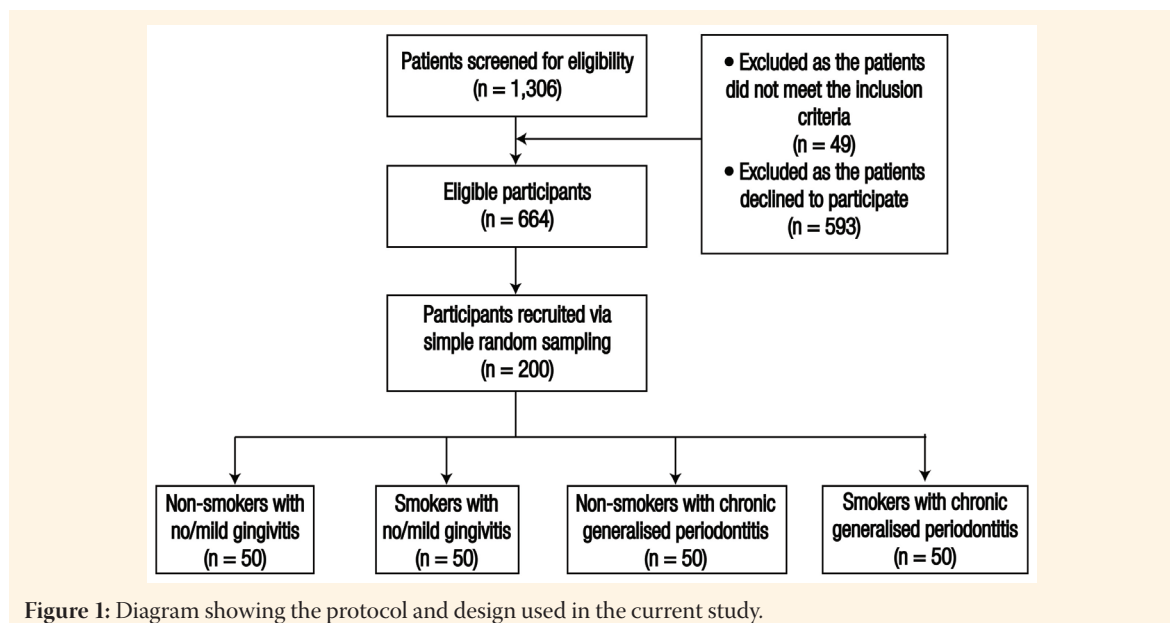 Patients screened for eligibility
(n = 1,306)
• Excluded as the patients
did not meet the inclusion
criteria
(n = 49)
• Excluded as the patients
declined to participate
(n = 593)
Eligible participants
(n = 664)
Participants recruited via
simple random sampling
(n = 200)
Non-smokers with
no/mild gingivitis
(n = 50)
Smokers with
no/mild gingivitis
(n = 50)
Non-smokers with chronic
generalised periodontitis
(n = 50)
Smokers with chronic
generalised periodontitis
(n = 50)
Figure 1: Diagram showing the protocol and design used in the current study.